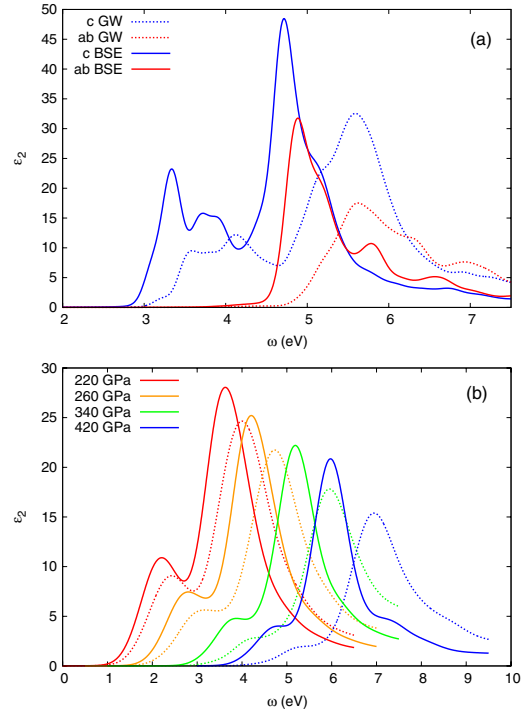 50
45
40
35
30
25
20
15
10
5
0
ε2
c GW
ab GW
c BSE
ab BSE
(a)
2 3 4 5 6 7
ω (eV)
30
25
20
15
10
5
0
ε2
220 GPa
260 GPa
340 GPa
420 GPa
(b)
0 1 2 3 4 5 6 7 8 9 10
ω (eV)